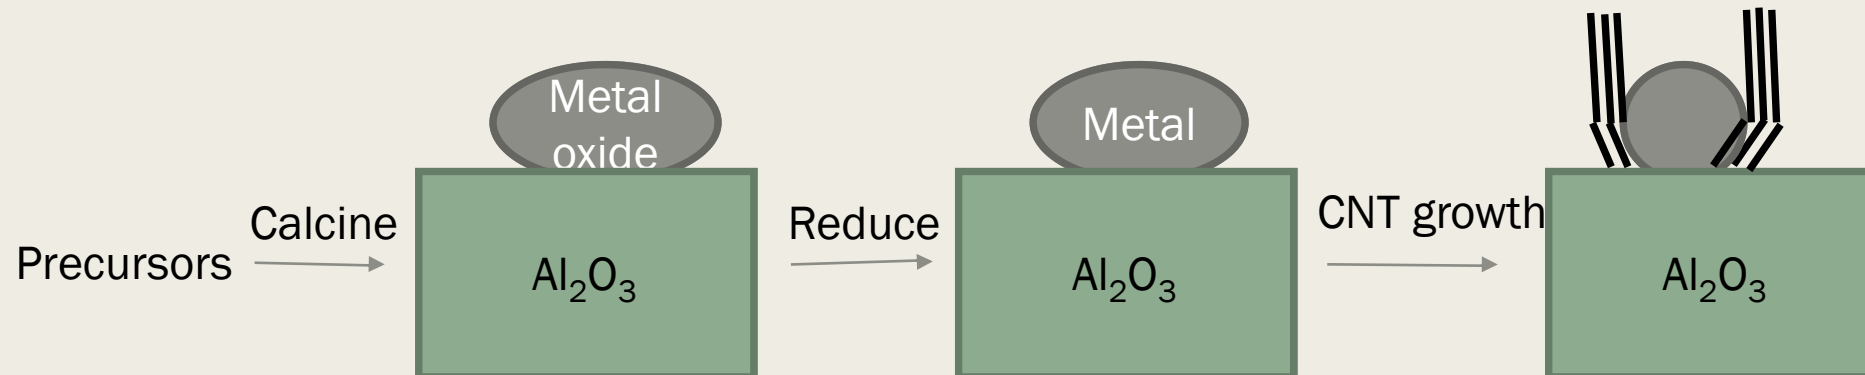 Precursors
Calcine
Metal
oxide
Al₂O₃
Reduce
Metal
Al₂O₃
CNT growth
Al₂O₃